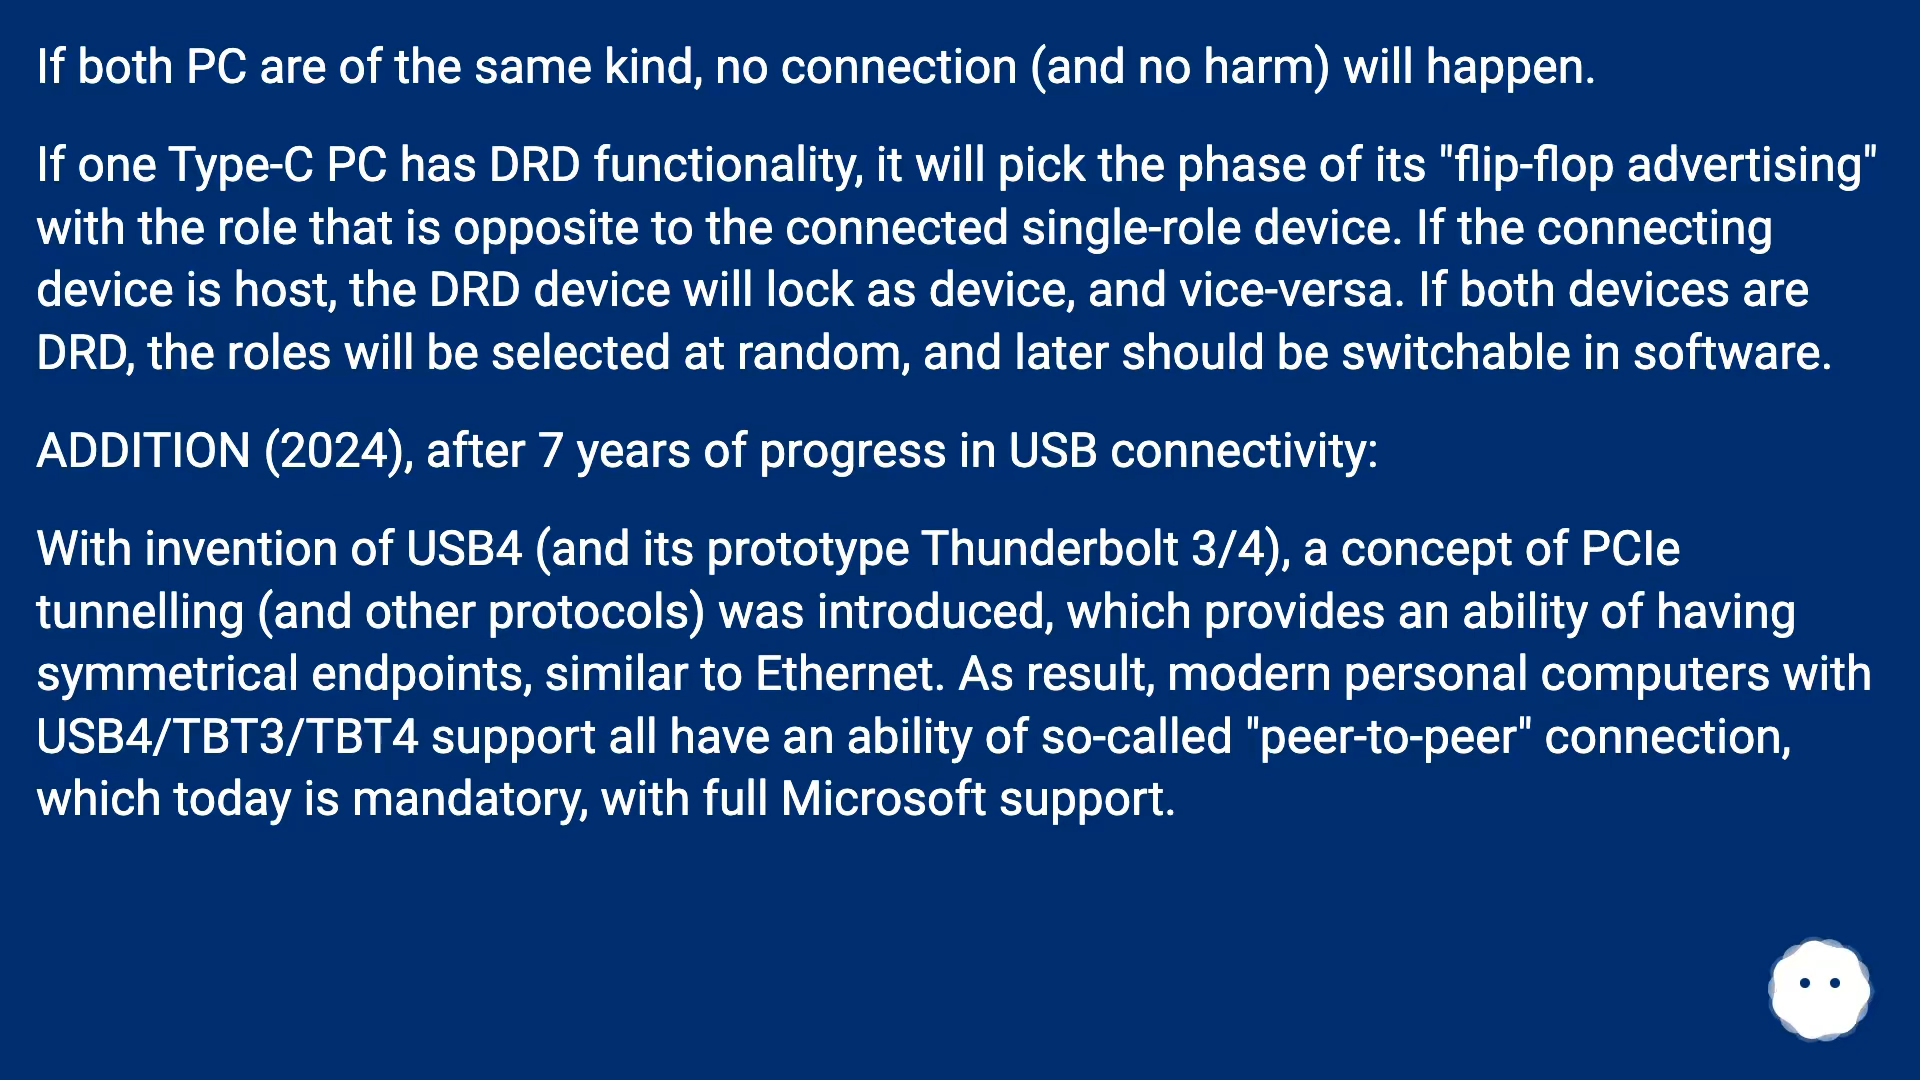 If both PC are of the same kind, no connection (and no harm) will happen.
If one Type-C PC has DRD functionality, it will pick the phase of its "flip-flop advertising"
with the role that is opposite to the connected single-role device. If the connecting
device is host, the DRD device will lock as device, and vice-versa. If both devices are
DRD, the roles will be selected at random, and later should be switchable in software.
ADDITION (2024), after 7 years of progress in USB connectivity:
With invention of USB4 (and its prototype Thunderbolt 3/4), a concept of PCIe
tunnelling (and other protocols) was introduced, which provides an ability of having
symmetrical endpoints, similar to Ethernet. As result, modern personal computers with
USB4/TBT3/TBT4 support all have an ability of so-called "peer-to-peer" connection,
which today is mandatory, with full Microsoft support.